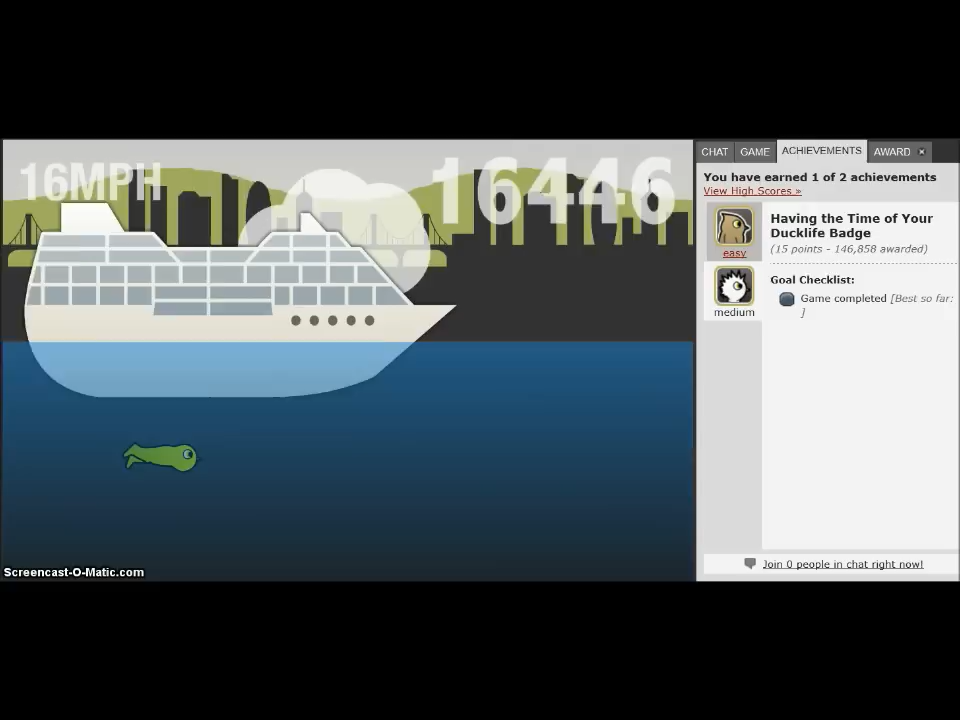 16MPH
16446
CHAT GAME ACHIEVEMENTS AWARD
You have earned 1 of 2 achievements
View High Scores »
easy
Having the Time of Your
Ducklife Badge
(15 points - 146,858 awarded)
medium
Goal Checklist:
Game completed [Best so far:
]
Join 0 people in chat right now!
Screencast-O-Matic.com